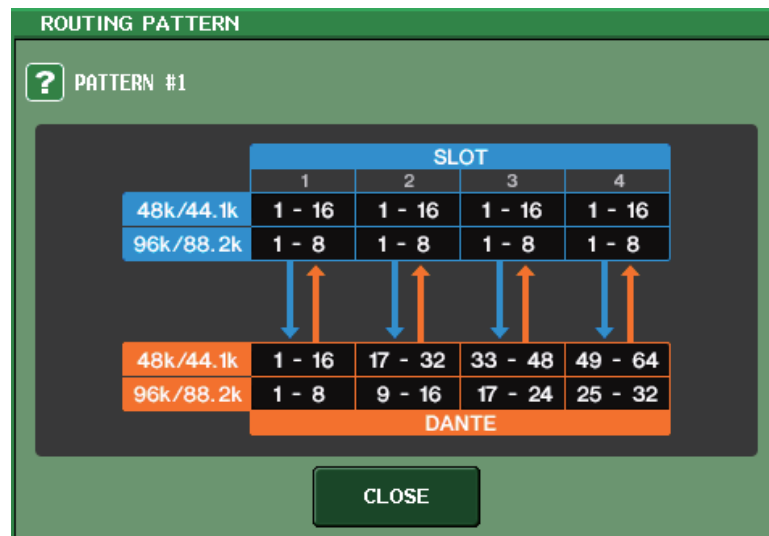 ROUTING PATTERN
? PATTERN #1
SLOT
1 2 3 4
48k/44.1k 1 - 16 1 - 16 1 - 16 1 - 16
96k/88.2k 1 - 8 1 - 8 1 - 8 1 - 8
48k/44.1k 1 - 16 17 - 32 33 - 48 49 - 64
96k/88.2k 1 - 8 9 - 16 17 - 24 25 - 32
DANTE
CLOSE